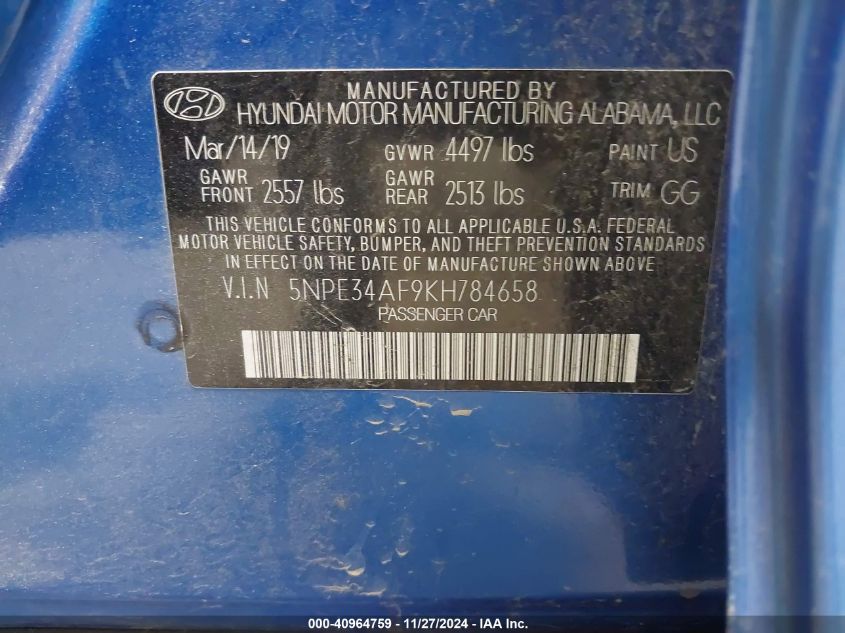 MANUFACTURED BY
HYUNDAI MOTOR MANUFACTURING ALABAMA, LLC
Mar/14/19 GVWR 4497 lbs PAINT US
GAWR FRONT 2557 lbs GAWR REAR 2513 lbs TRIM GG
THIS VEHICLE CONFORMS TO ALL APPLICABLE U.S.A. FEDERAL
MOTOR VEHICLE SAFETY, BUMPER, AND THEFT PREVENTION STANDARDS
IN EFFECT ON THE DATE OF MANUFACTURE SHOWN ABOVE.
V.I.N 5NPE34AF9KH784658
PASSENGER CAR
000-40964759 — 11/27/2024 — IAA Inc.